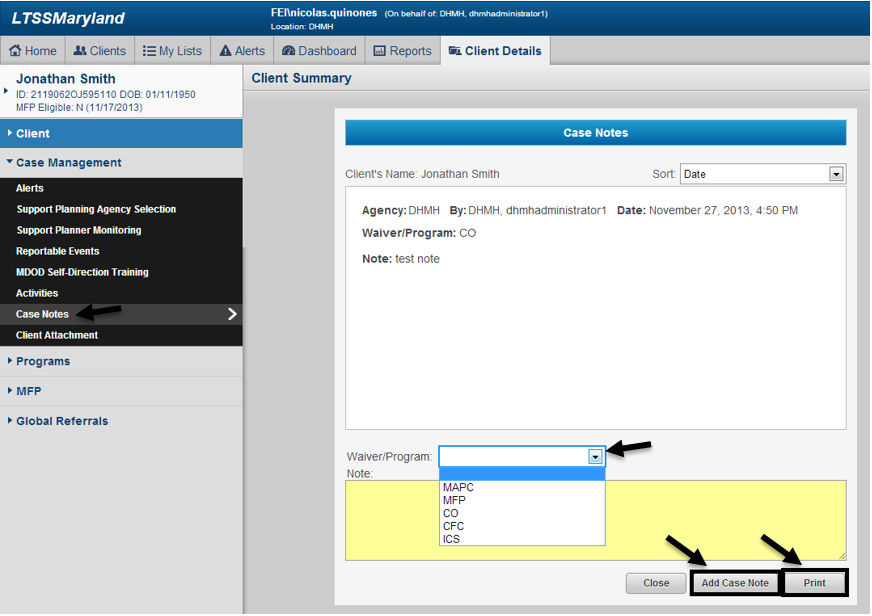 LTSSMaryland
FEI\nicolas.quinones (On behalf of: DHMH, dhmhadministrator1)
Location: DHMH
Home Clients My Lists Alerts Dashboard Reports Client Details
Jonathan Smith
ID: 2119062OJ595110 DOB: 01/11/1950
MFP Eligible: N (11/17/2013)
Client
Case Management
Alerts
Support Planning Agency Selection
Support Planner Monitoring
Reportable Events
MDOD Self-Direction Training
Activities
Case Notes
Client Attachment
Programs
MFP
Global Referrals
Client Summary
Case Notes
Client's Name: Jonathan Smith Sort: Date
Agency: DHMH By: DHMH, dhmhadministrator1 Date: November 27, 2013, 4:50 PM
Waiver/Program: CO
Note: test note
Waiver/Program:
Note:
MAPC
MFP
CO
CFC
ICS
Close Add Case Note Print